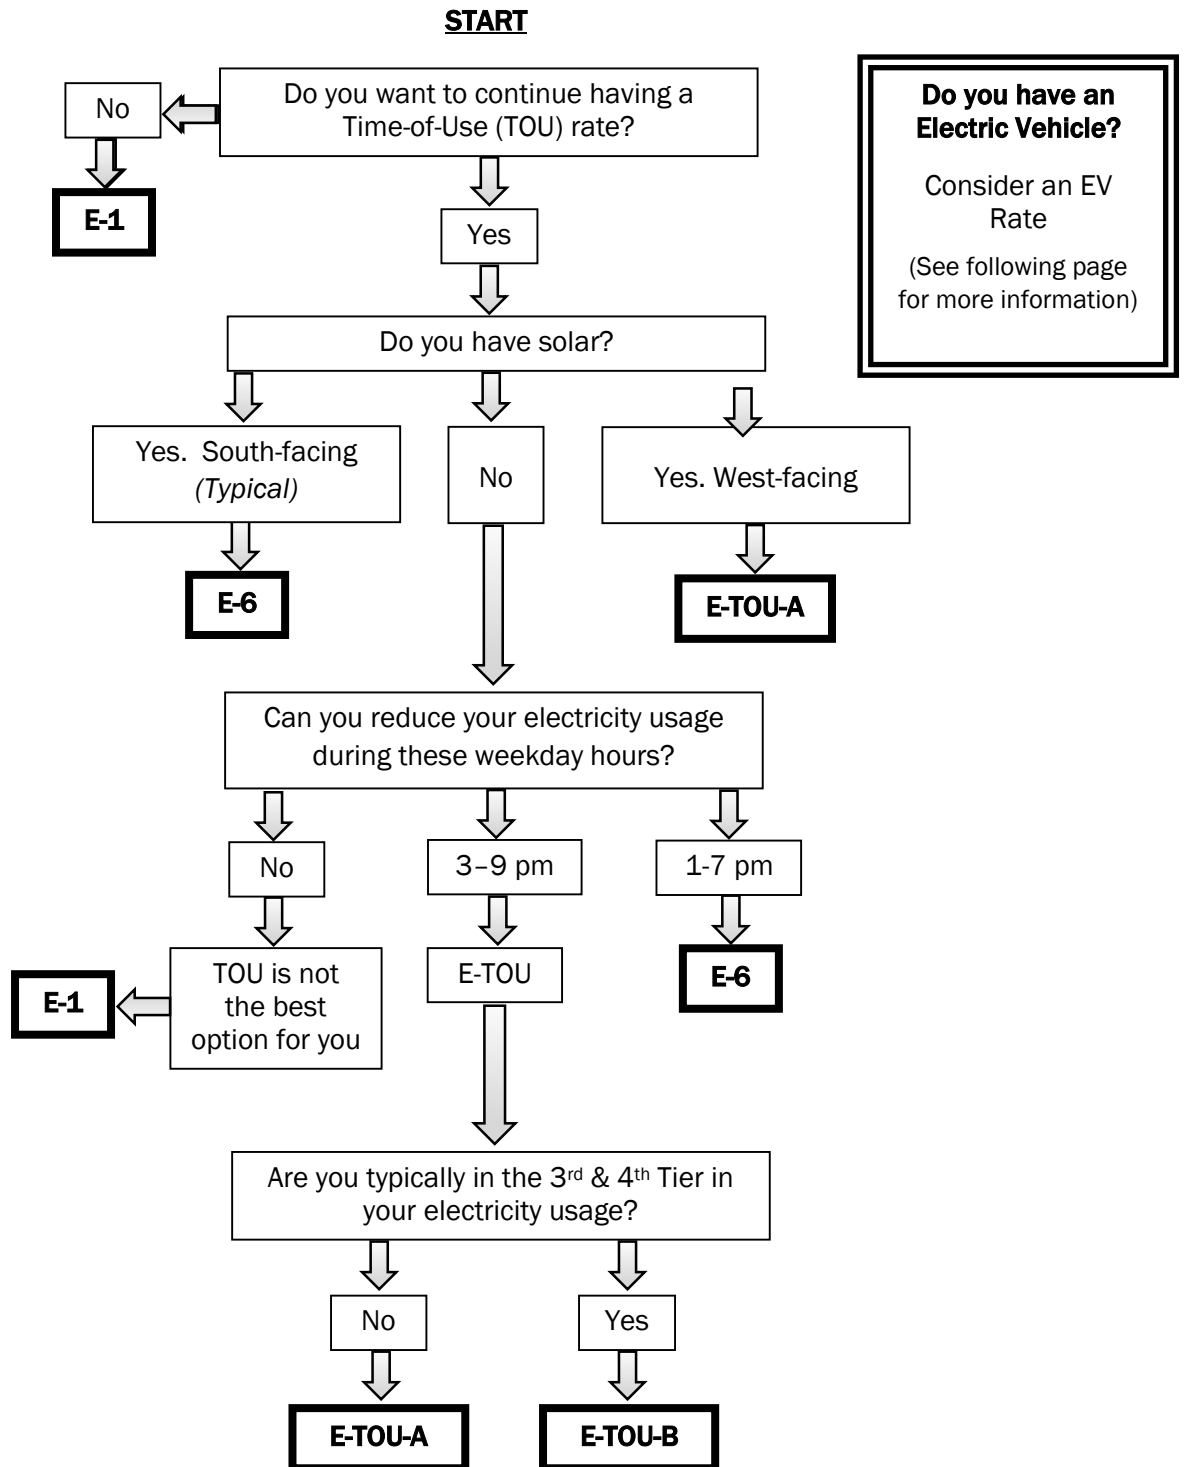 START
Do you want to continue having a
Time-of-Use (TOU) rate?
No
E-1
Yes
Do you have an
Electric Vehicle?
Consider an EV
Rate
(See following page
for more information)
Do you have solar?
Yes. South-facing
(Typical)
No
Yes. West-facing
E-6
E-TOU-A
Can you reduce your electricity usage
during these weekday hours?
No
3–9 pm
1-7 pm
TOU is not
the best
option for you
E-1
E-TOU
E-6
Are you typically in the 3rd & 4th Tier in
your electricity usage?
No
Yes
E-TOU-A
E-TOU-B